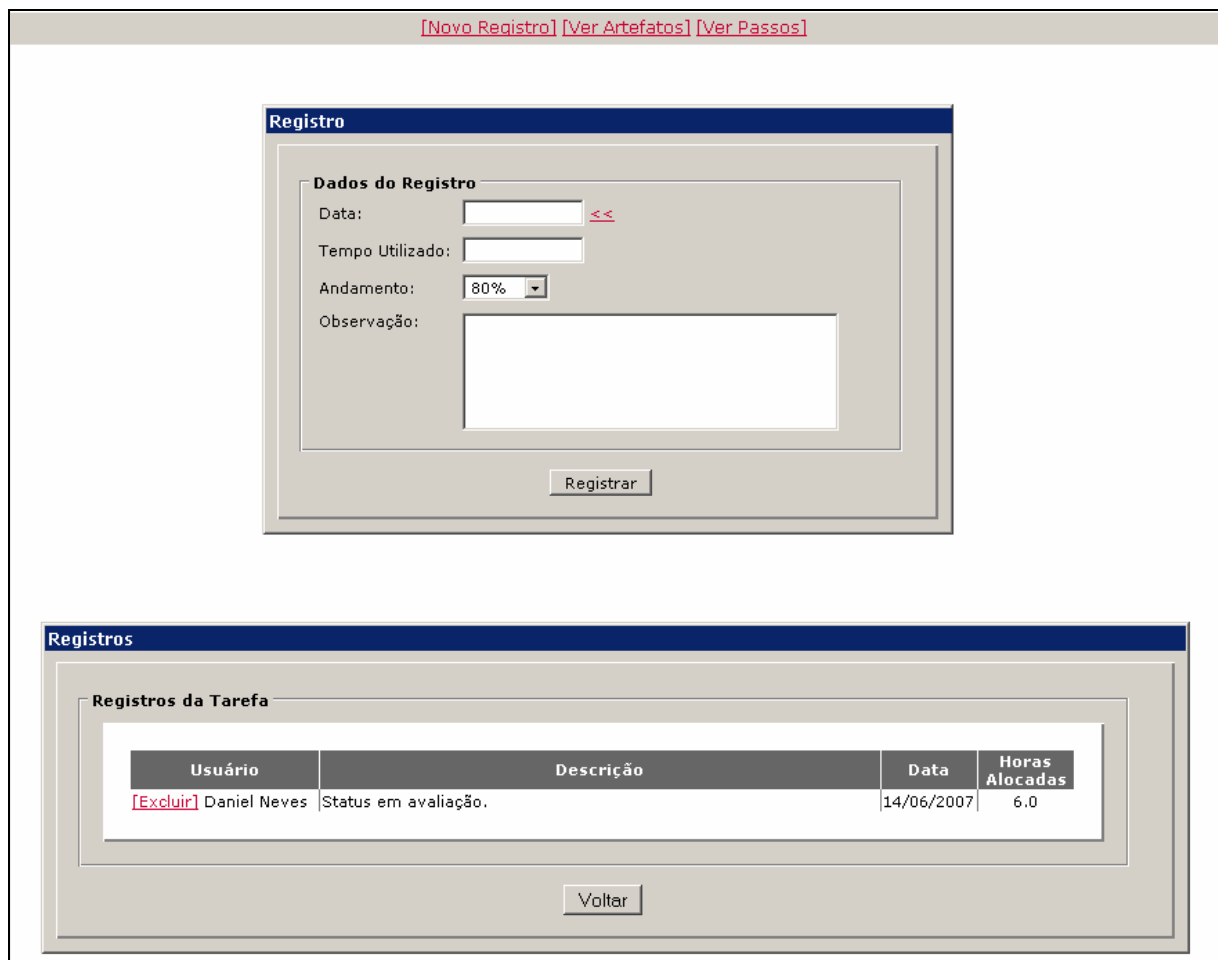 [Novo Registro] [Ver Artefatos] [Ver Passos]
Registro
Dados do Registro
Data: <<
Tempo Utilizado:
Andamento: 80%
Observação:
Registrar
Registros
Registros da Tarefa
Usuário Descrição Data Horas Alocadas
[Excluir] Daniel Neves Status em avaliação. 14/06/2007 6.0
Voltar